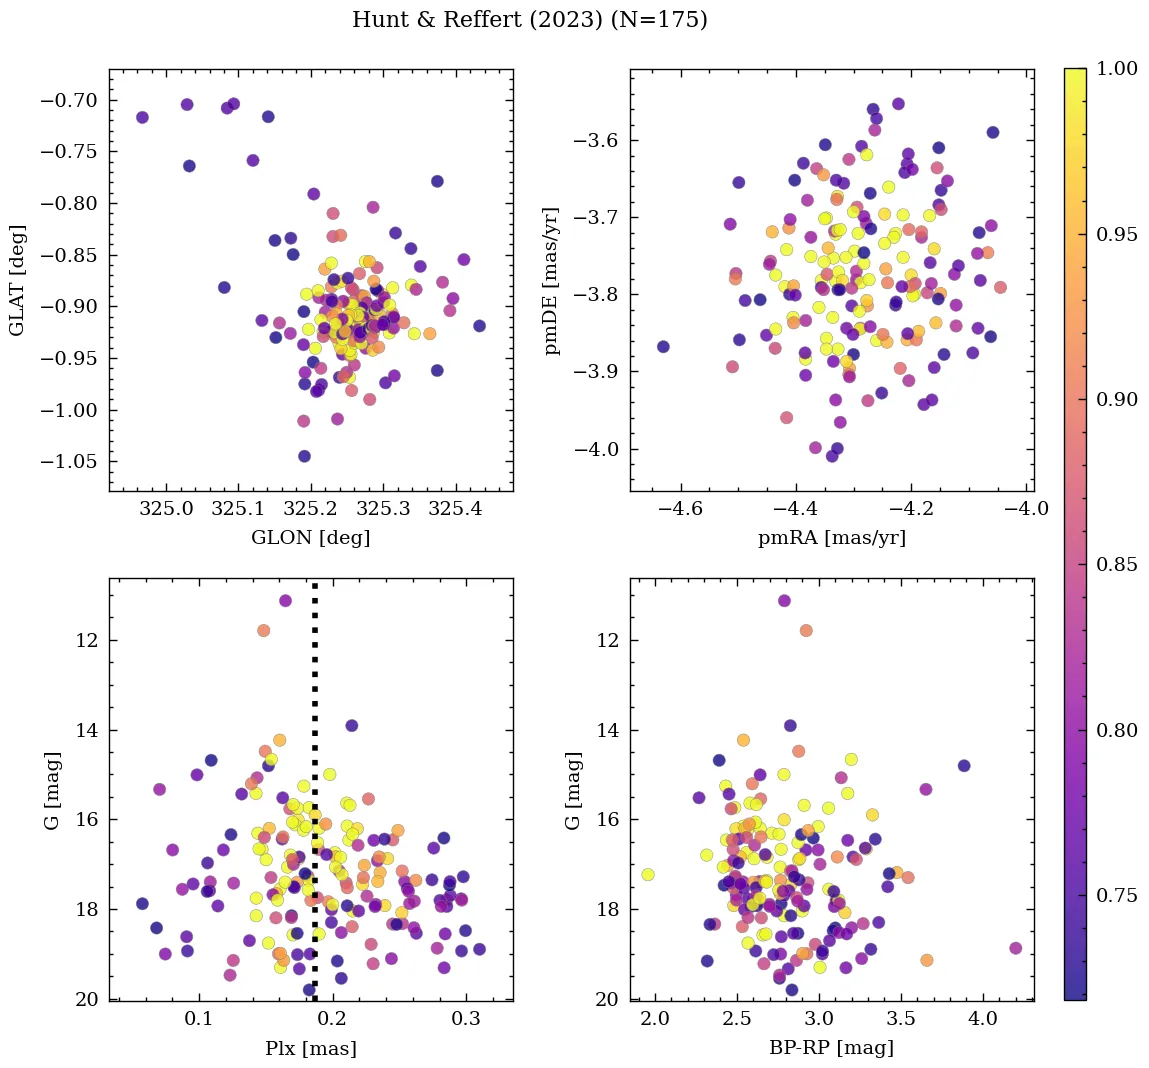 Hunt & Reffert (2023) (N=175)
−0.70
−0.75
−0.80
−0.85
−0.90
−0.95
−1.00
−1.05
GLAT [deg]
325.0 325.1 325.2 325.3 325.4
GLON [deg]
−3.6
−3.7
−3.8
−3.9
−4.0
pmDE [mas/yr]
−4.6 −4.4 −4.2 −4.0
pmRA [mas/yr]
12
14
16
18
20
G [mag]
0.1 0.2 0.3
Plx [mas]
12
14
16
18
20
G [mag]
2.0 2.5 3.0 3.5 4.0
BP-RP [mag]
1.00
0.95
0.90
0.85
0.80
0.75